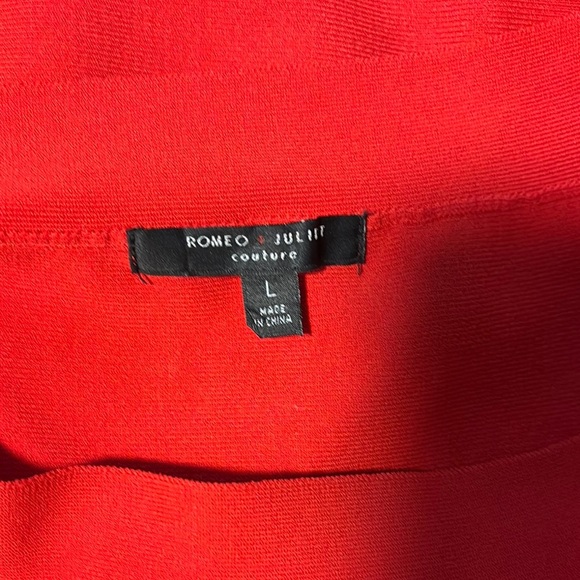 ROMEO + JULIET
couture
L
MADE
IN CHINA